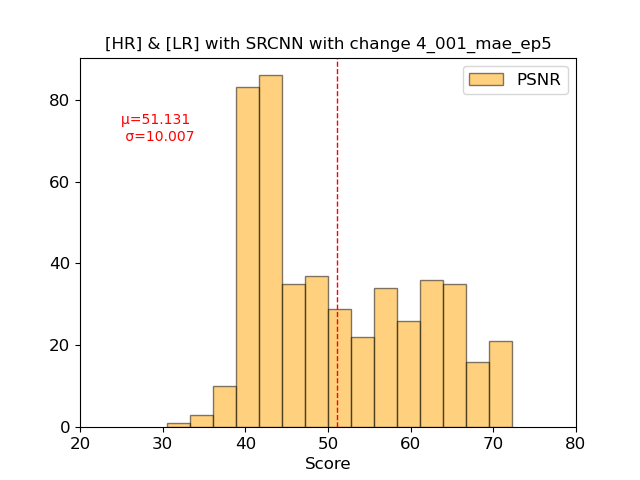 [HR] & [LR] with SRCNN with change 4_001_mae_ep5
PSNR
μ=51.131
σ=10.007
80
60
40
20
0
20 30 40 50 60 70 80
Score